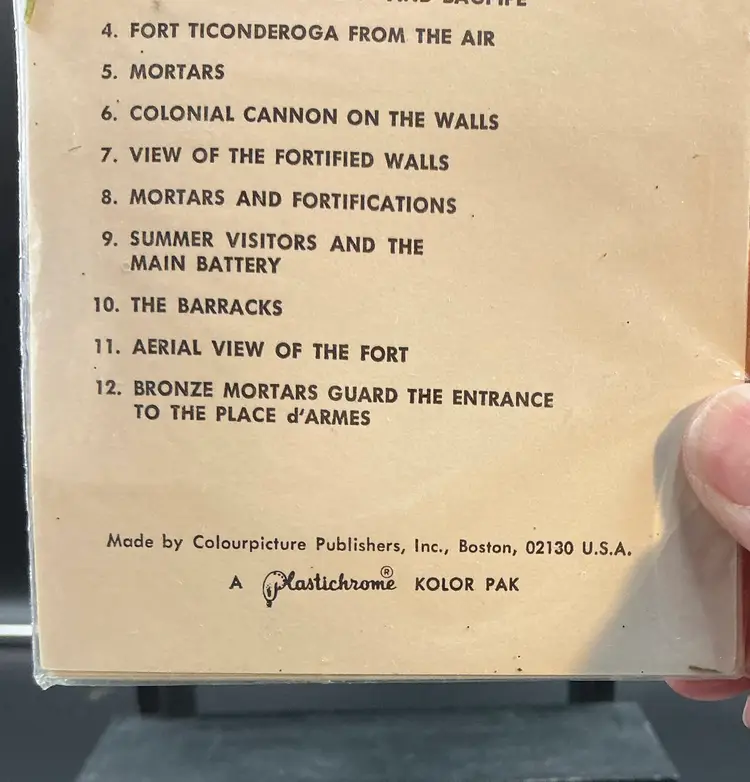 AND BAGPIPE
4. FORT TICONDEROGA FROM THE AIR
5. MORTARS
6. COLONIAL CANNON ON THE WALLS
7. VIEW OF THE FORTIFIED WALLS
8. MORTARS AND FORTIFICATIONS
9. SUMMER VISITORS AND THE
MAIN BATTERY
10. THE BARRACKS
11. AERIAL VIEW OF THE FORT
12. BRONZE MORTARS GUARD THE ENTRANCE
TO THE PLACE d'ARMES
Made by Colourpicture Publishers, Inc., Boston, 02130 U.S.A.
A Plastichrome® KOLOR PAK